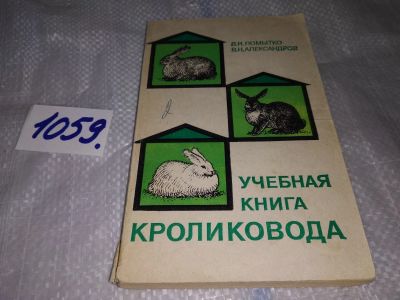 Д.Н.ПОМЫТКО
В.Н.АЛЕКСАНДРОВ
1059.
УЧЕБНАЯ
КНИГА
КРОЛИКОВОДА